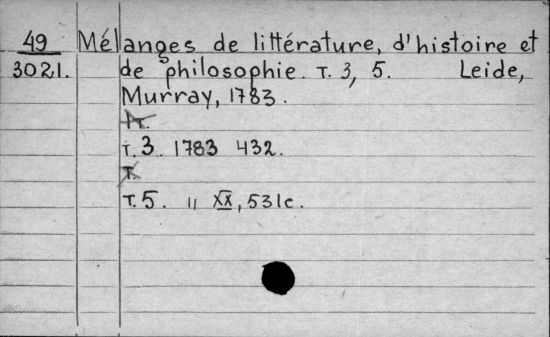 49 Mélanges de littérature, d'histoire et
3021. de philosophie. T. 3, 5. Leide,
Murray, 1783.
T. 3. 1783 432.
T.
T. 5. " XX, 531c.